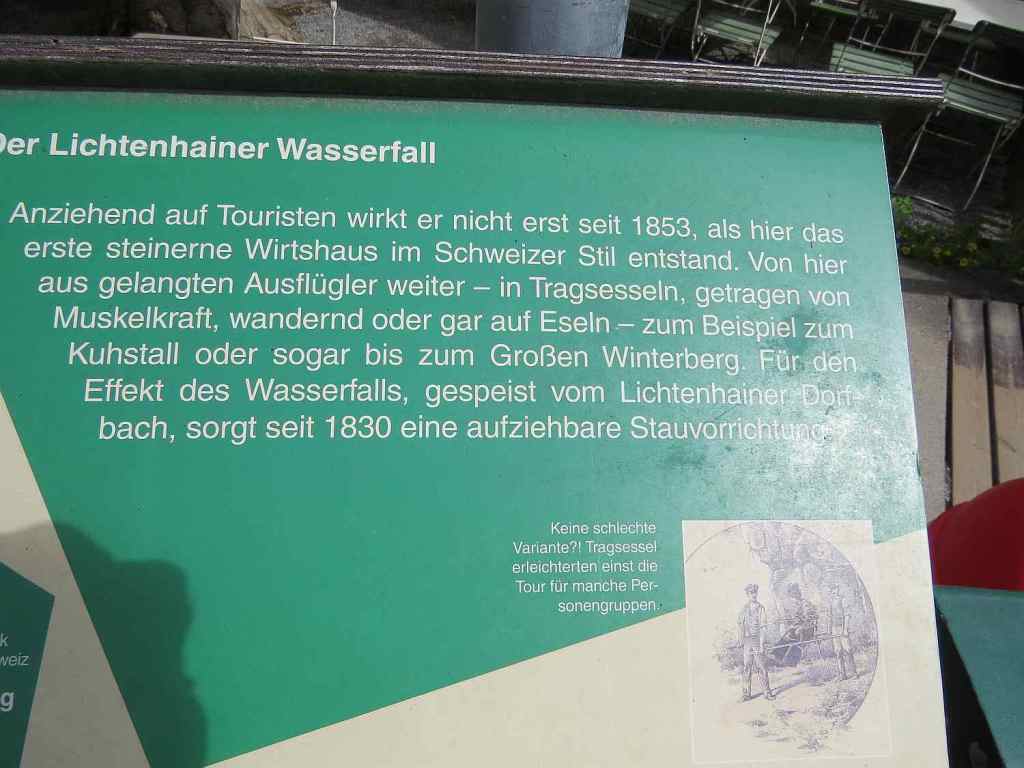 Der Lichtenhainer Wasserfall
Anziehend auf Touristen wirkt er nicht erst seit 1853, als hier das
erste steinerne Wirtshaus im Schweizer Stil entstand. Von hier
aus gelangten Ausflügler weiter – in Tragsesseln, getragen von
Muskelkraft, wandernd oder gar auf Eseln – zum Beispiel zum
Kuhstall oder sogar bis zum Großen Winterberg. Für den
Effekt des Wasserfalls, gespeist vom Lichtenhainer Dorf-
bach, sorgt seit 1830 eine aufziehbare Stauvorrichtung.
Keine schlechte
Variante?! Tragsessel
erleichterten einst die
Tour für manche Per-
sonengruppen.
k
weiz
g